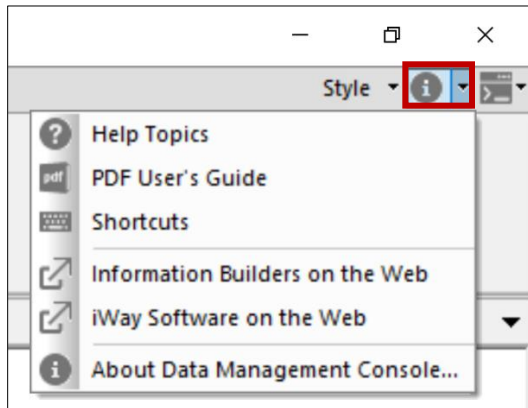 Style
Help Topics
pdf PDF User's Guide
Shortcuts
Information Builders on the Web
iWay Software on the Web
About Data Management Console...